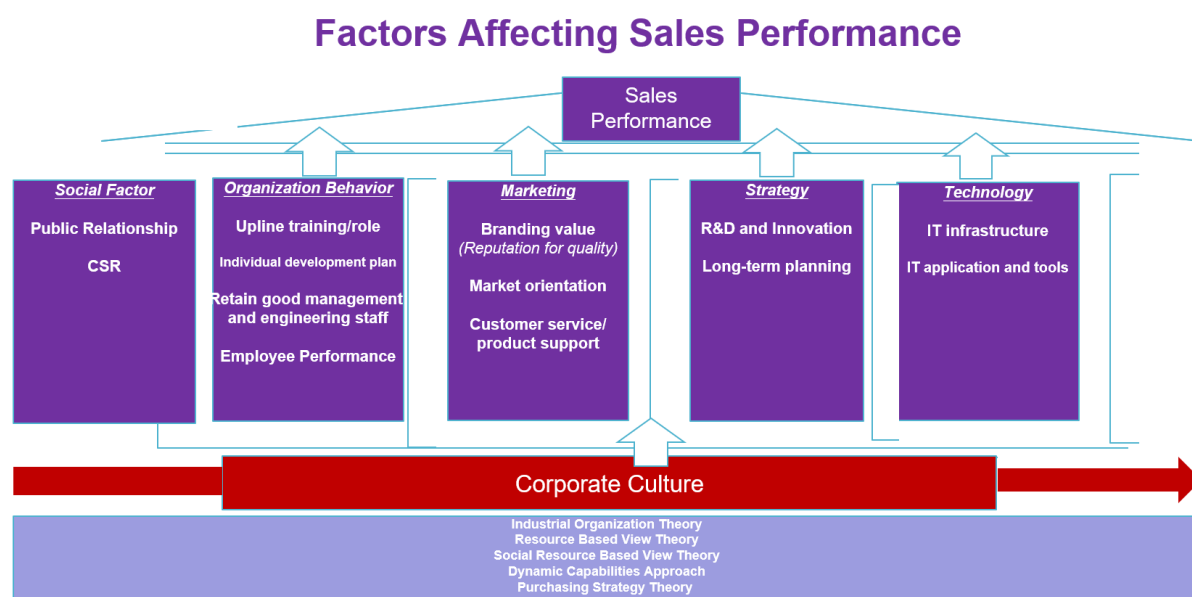 Factors Affecting Sales Performance
Sales
Performance
Social Factor
Public Relationship
CSR
Organization Behavior
Upline training/role
Individual development plan
Retain good management
and engineering staff
Employee Performance
Marketing
Branding value
(Reputation for quality)
Market orientation
Customer service/
product support
Strategy
R&D and Innovation
Long-term planning
Technology
IT infrastructure
IT application and tools
Corporate Culture
Industrial Organization Theory
Resource Based View Theory
Social Resource Based View Theory
Dynamic Capabilities Approach
Purchasing Strategy Theory